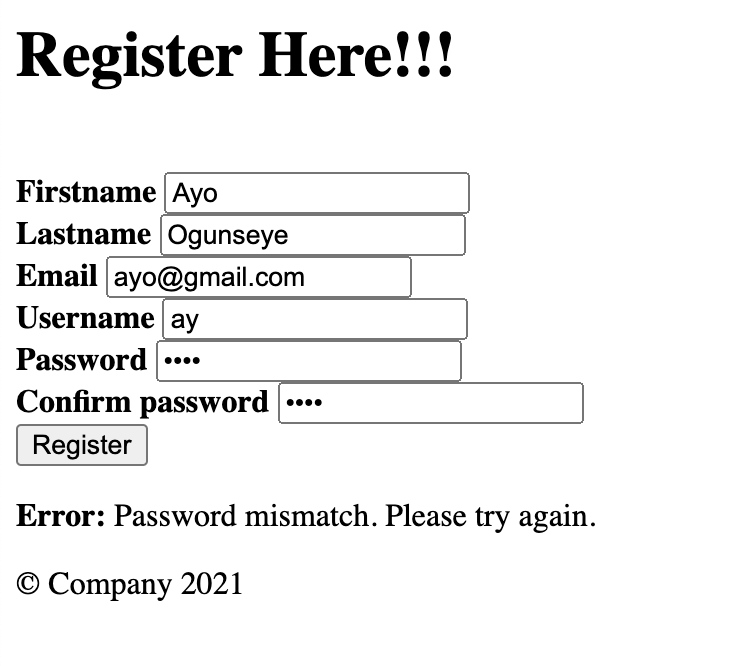 Register Here!!!
Firstname Ayo
Lastname Ogunseye
Email ayo@gmail.com
Username ay
Password ••••
Confirm password ••••
Register
Error: Password mismatch. Please try again.
© Company 2021